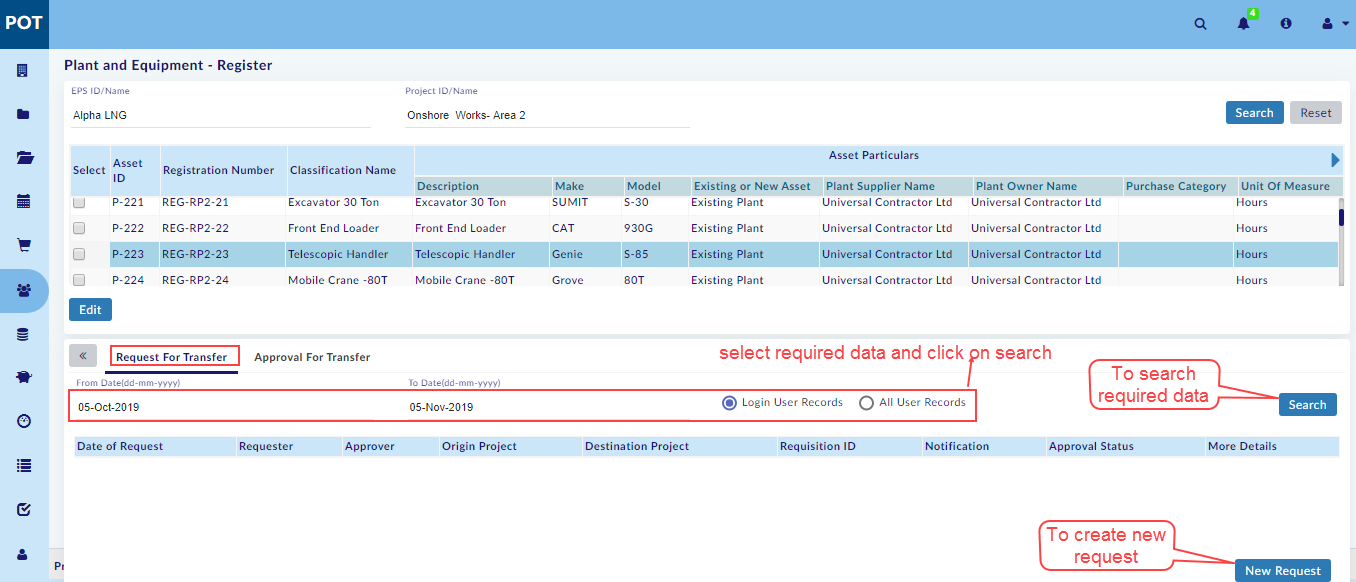 POT
4
Plant and Equipment - Register
EPS ID/Name
Project ID/Name
Alpha LNG
Onshore Works- Area 2
Search
Reset
Select
Asset ID
Registration Number
Classification Name
Asset Particulars
Description
Make
Model
Existing or New Asset
Plant Supplier Name
Plant Owner Name
Purchase Category
Unit Of Measure
P-221 REG-RP2-21 Excavator 30 Ton Excavator 30 Ton SUMIT S-30 Existing Plant Universal Contractor Ltd Universal Contractor Ltd Hours
P-222 REG-RP2-22 Front End Loader Front End Loader CAT 930G Existing Plant Universal Contractor Ltd Universal Contractor Ltd Hours
P-223 REG-RP2-23 Telescopic Handler Telescopic Handler Genie S-85 Existing Plant Universal Contractor Ltd Universal Contractor Ltd Hours
P-224 REG-RP2-24 Mobile Crane -80T Mobile Crane -80T Grove 80T Existing Plant Universal Contractor Ltd Universal Contractor Ltd Hours
Edit
Request For Transfer
Approval For Transfer
select required data and click on search
From Date(dd-mm-yyyy)
To Date(dd-mm-yyyy)
05-Oct-2019
05-Nov-2019
Login User Records
All User Records
To search
required data
Search
Date of Request
Requester
Approver
Origin Project
Destination Project
Requisition ID
Notification
Approval Status
More Details
To create new
request
New Request